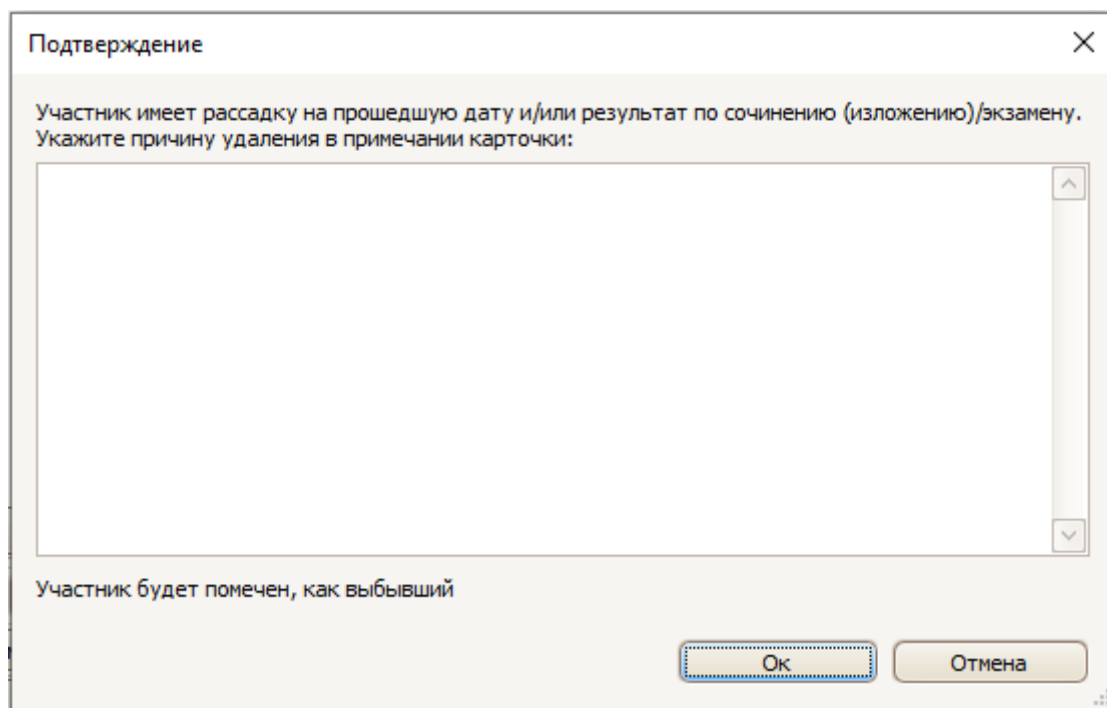 Подтверждение
Участник имеет рассадку на прошедшую дату и/или результат по сочинению (изложению)/экзамену.
Укажите причину удаления в примечании карточки:
Участник будет помечен, как выбывший
Ок
Отмена